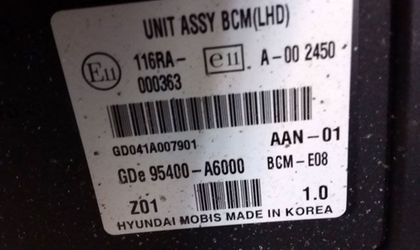 UNIT ASSY BCM(LHD)
E11 116RA-000363 e11 A-00 2450
GD041A007901 AAN-01
GDe 95400-A6000 BCM-E08
Z01 1.0
HYUNDAI MOBIS MADE IN KOREA